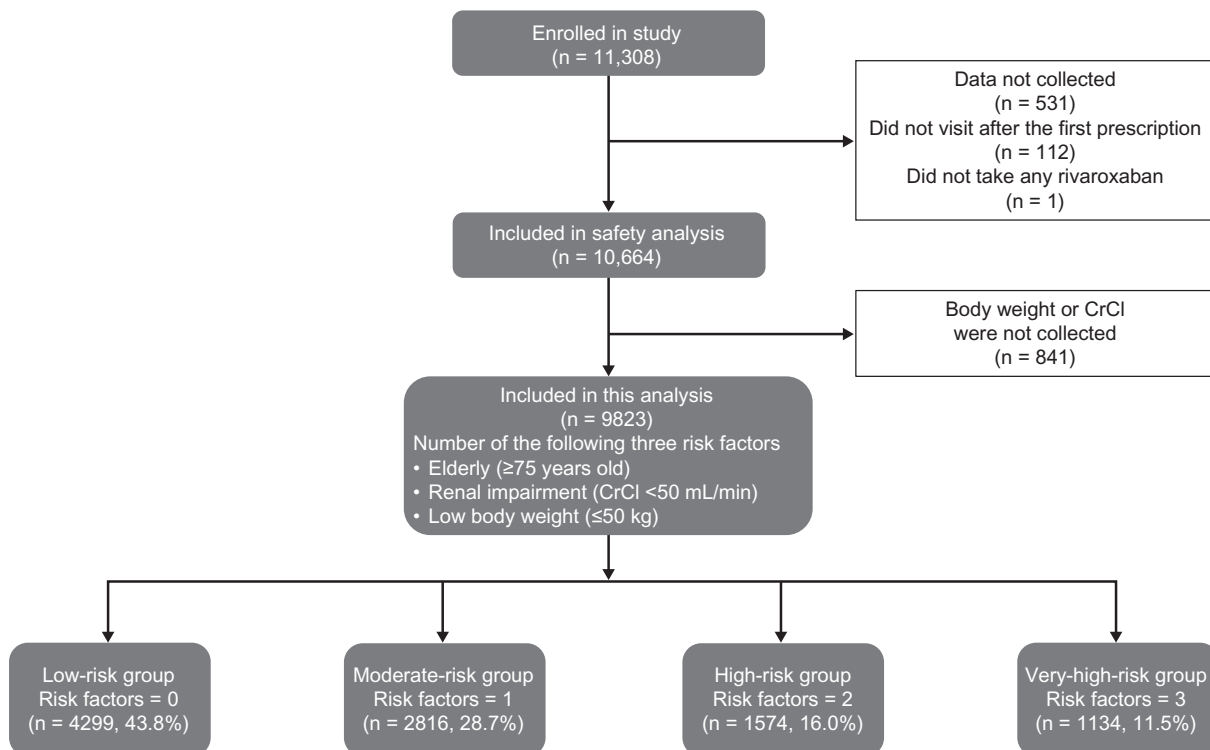 Enrolled in study
(n = 11,308)
Data not collected
(n = 531)
Did not visit after the first prescription
(n = 112)
Did not take any rivaroxaban
(n = 1)
Included in safety analysis
(n = 10,664)
Body weight or CrCl
were not collected
(n = 841)
Included in this analysis
(n = 9823)
Number of the following three risk factors
• Elderly (≥75 years old)
• Renal impairment (CrCl <50 mL/min)
• Low body weight (≤50 kg)
Low-risk group
Risk factors = 0
(n = 4299, 43.8%)
Moderate-risk group
Risk factors = 1
(n = 2816, 28.7%)
High-risk group
Risk factors = 2
(n = 1574, 16.0%)
Very-high-risk group
Risk factors = 3
(n = 1134, 11.5%)